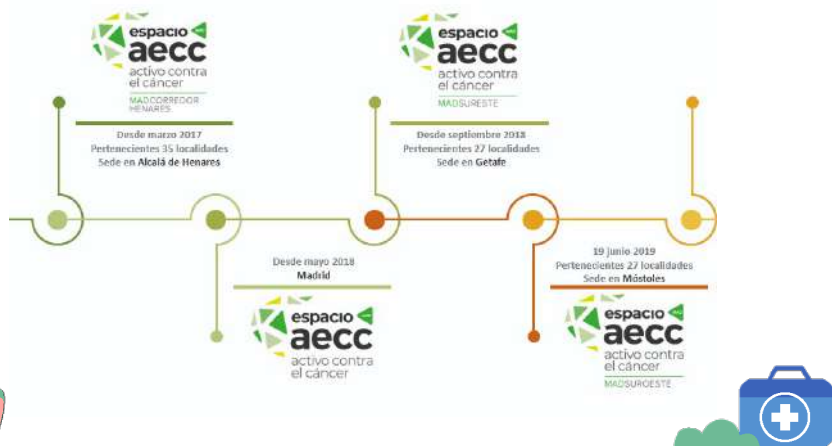 espacio
aecc
activo contra
el cáncer
MADCORREDOR
HENARES
Desde marzo 2017
Pertenecientes 35 localidades
Sede en Alcalá de Henares
espacio
aecc
activo contra
el cáncer
MADSURESTE
Desde septiembre 2018
Pertenecientes 27 localidades
Sede en Getafe
Desde mayo 2018
Madrid
espacio
aecc
activo contra
el cáncer
19 junio 2019
Pertenecientes 27 localidades
Sede en Móstoles
espacio
aecc
activo contra
el cáncer
MADSUROESTE